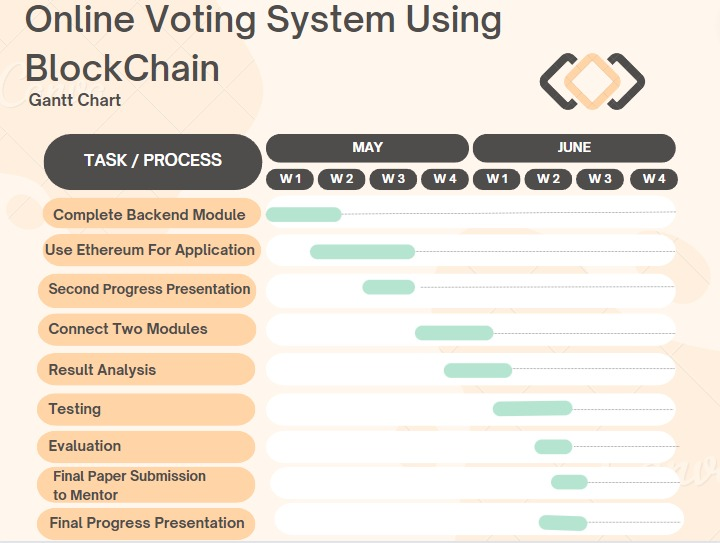 Online Voting System Using
BlockChain
Gantt Chart
TASK / PROCESS
MAY
JUNE
W 1
W 2
W 3
W 4
W 1
W 2
W 3
W 4
Complete Backend Module
Use Ethereum For Application
Second Progress Presentation
Connect Two Modules
Result Analysis
Testing
Evaluation
Final Paper Submission
to Mentor
Final Progress Presentation